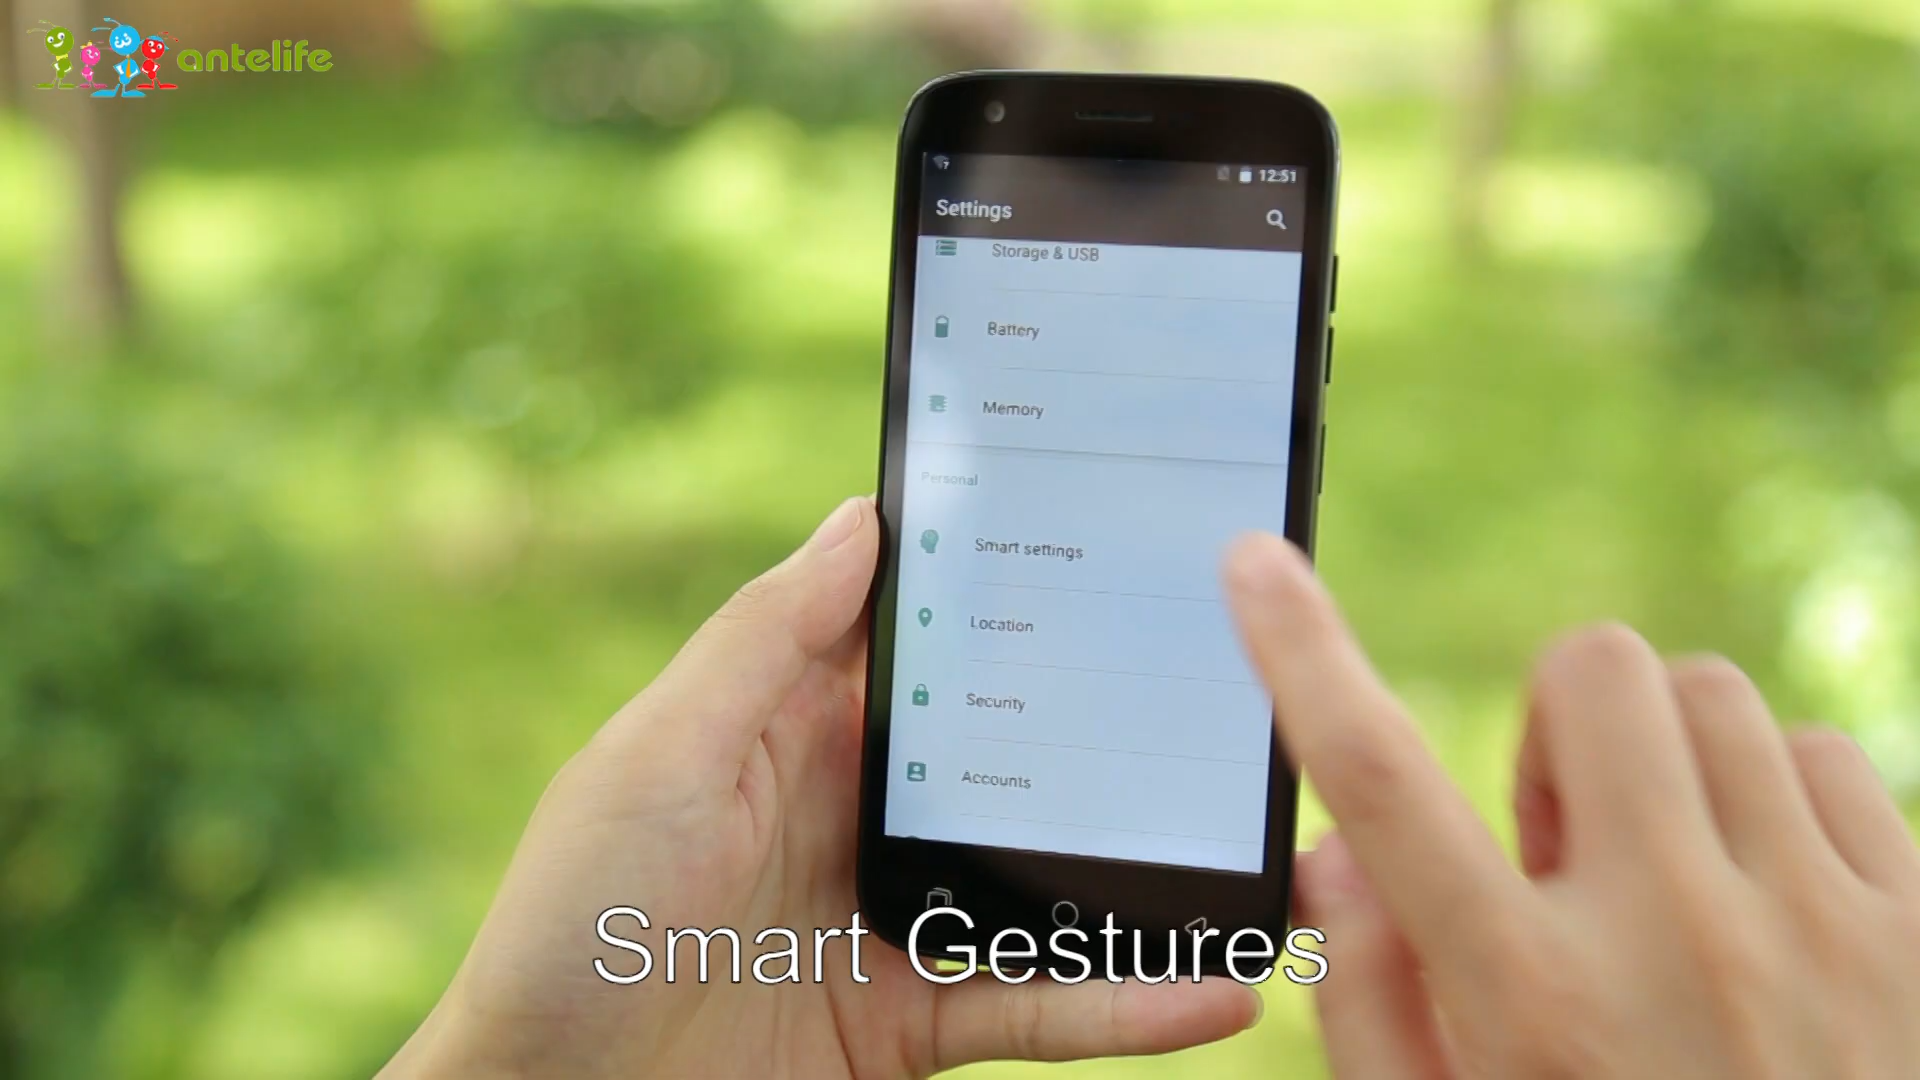 antelife
12:51
Settings
Storage & USB
Battery
Memory
Personal
Smart settings
Location
Security
Accounts
Smart Gestures